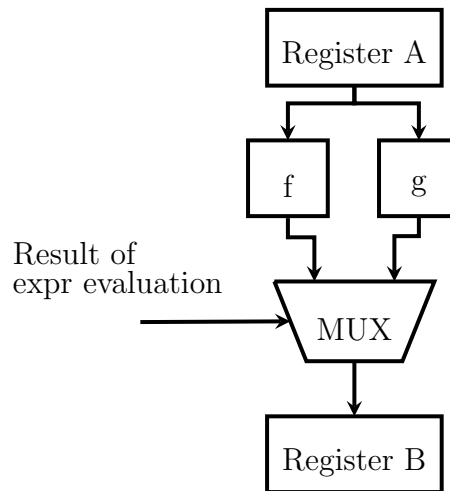 Register A
f
g
Result of
expr evaluation
MUX
Register B